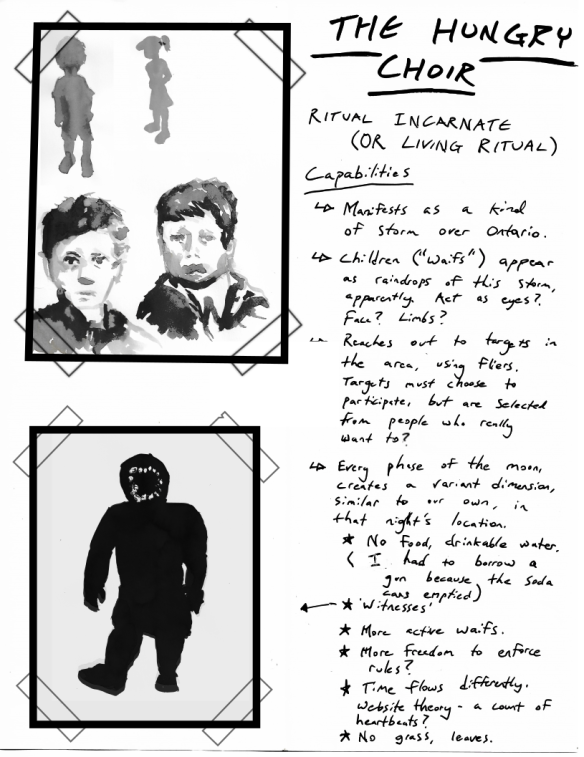 THE HUNGRY
CHOIR
RITUAL INCARNATE
(OR LIVING RITUAL)
Capabilities
↳ Manifests as a kind
of storm over Ontario.
↳ Children ("Waifs") appear
as raindrops of this storm,
apparently. Act as eyes?
Face? Limbs?
Reaches out to targets in
the area, using Fliers.
Targets must choose to
participate, but are selected
from people who really
want to?
↳ Every phase of the moon,
creates a variant dimension,
similar to our own, in
that night's location.
* No food, drinkable water.
( I had to borrow a
gun because the soda
cans emptied)
* 'Witnesses'
* More active waifs.
* More freedom to enforce
rules?
* Time flows differently.
Website theory - a count of
heartbeats?
* No grass, leaves.